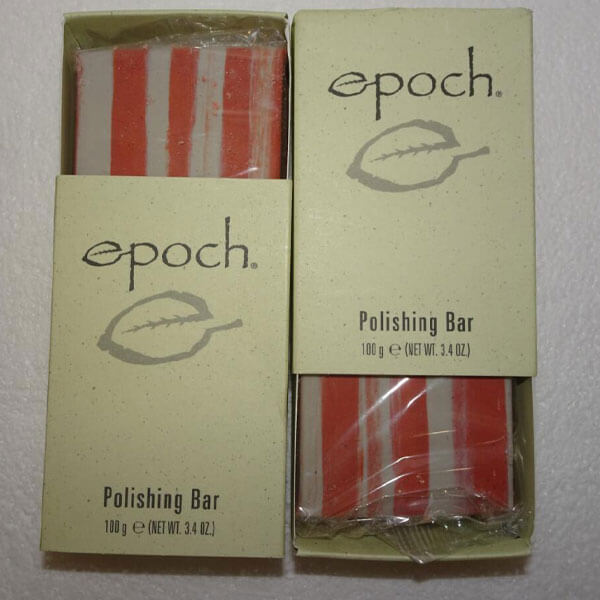 epoch®
Polishing Bar
100 g ℮ (NET WT. 3.4 OZ.)
epoch®
Polishing Bar
100 g ℮ (NET WT. 3.4 OZ.)